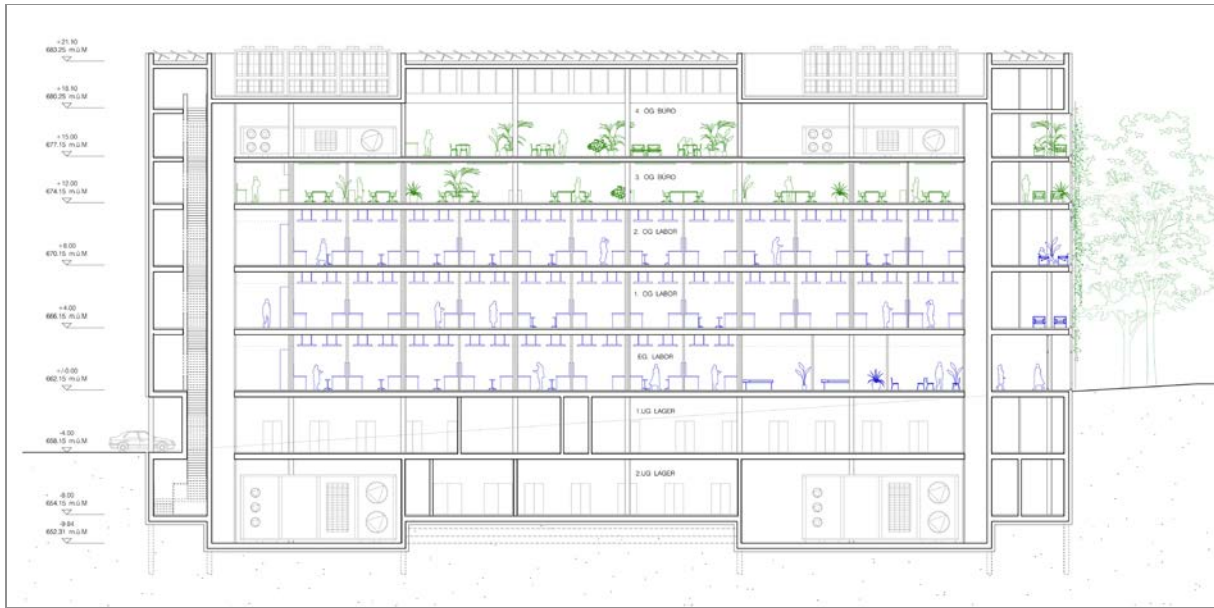 +21.10
683.25 m.ü.M
+18.10
680.25 m.ü.M
4. OG BÜRO
+15.00
677.15 m.ü.M
3. OG BÜRO
+12.00
674.15 m.ü.M
2. OG LABOR
+8.00
670.15 m.ü.M
1. OG LABOR
+4.00
666.15 m.ü.M
EG. LABOR
+/-0.00
662.15 m.ü.M
1.UG LAGER
-4.00
658.15 m.ü.M
2.UG LAGER
-8.00
654.15 m.ü.M
-9.84
652.31 m.ü.M